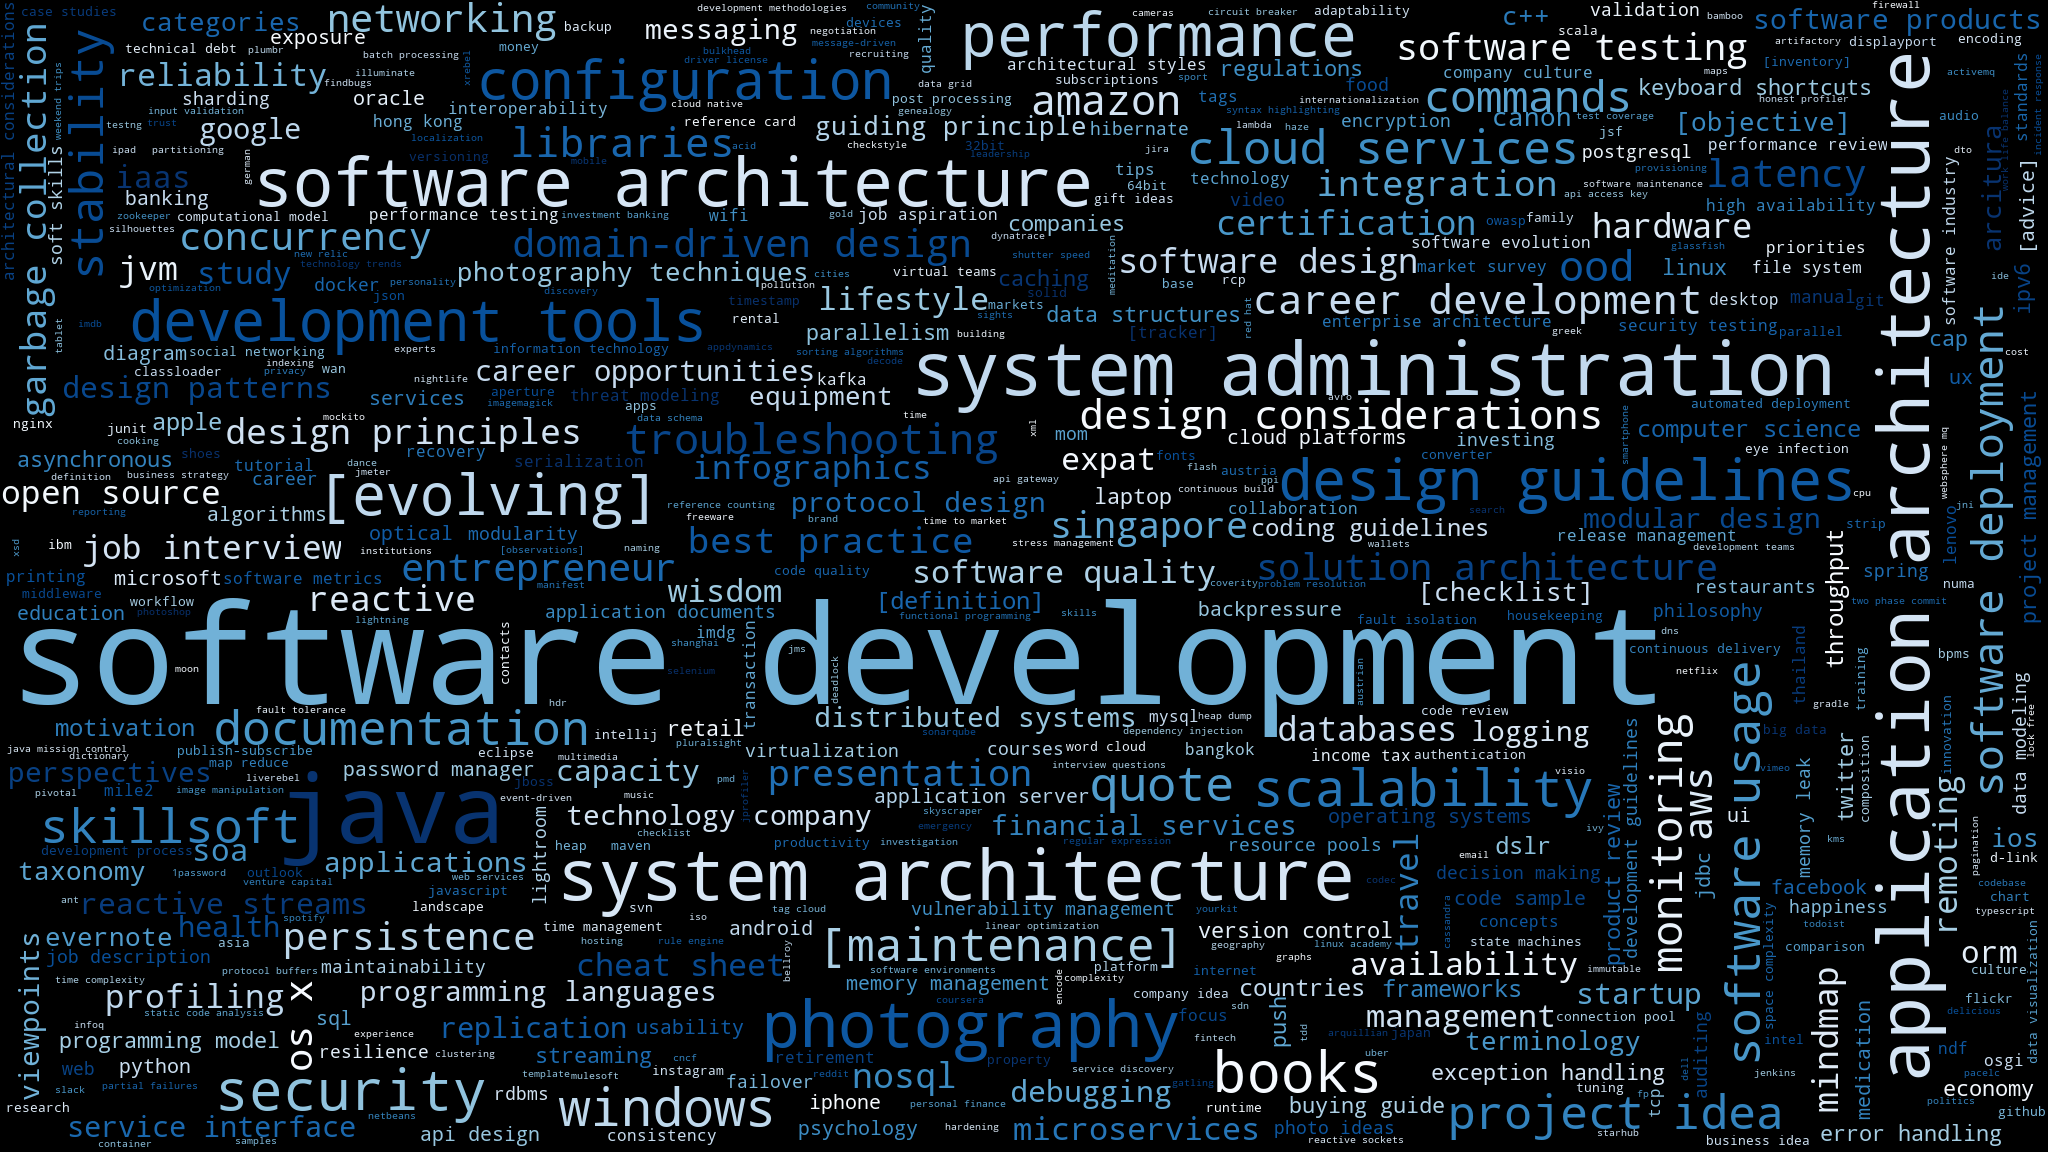 case studies
categories
networking
development methodologies
community
cameras
circuit breaker
adaptability
c++
validation
bamboo
firewall
software products
exposure
backup
messaging
devices
negotiation
message-driven
recruiting
quality
performance
scala
software testing
artifactory
displayport
encoding
technical debt
plumbr
batch processing
money
bulkhead
driver license
architectural styles
regulations
company culture
maps
[inventory]
activemq
reliability
illuminate
findbugs
xrebel
configuration
data grid
subscriptions
sport
food
commands
keyboard shortcuts
sharding
oracle
interoperability
cloud native
post processing
genealogy
amazon
tags
internationalization
honest profiler
input validation
testng
trust
google
hong kong
localization
reference card
guiding principle
hibernate
syntax highlighting
lambda
haze
encryption
canon
test coverage
jsf
[objective]
audio
standards
incident response
work life balance
ipad
partitioning
german
versioning
libraries
acid
mobile
checkstyle
32bit
leadership
jira
cloud services
postgresql
performance review
architectural considerations
garbage collection
soft skills
weekend trips
stability
iaas
banking
software architecture
tips
technology
64bit
gift ideas
video
integration
software maintenance
api access key
provisioning
latency
architecture
software industry
dto
arcitectura
[advice]
zookeeper
computational model
silhouettes
performance testing
investment banking
wifi
gold
job aspiration
companies
certification
owasp
family
hardware
high availability
concurrency
domain-driven design
dynatrace
meditation
software evolution
glassfish
priorities
jvm
study
new relic
technology trends
photography techniques
cities
pollution
virtual teams
shutter speed
caching
solid
software design
market survey
ood
linux
file system
ide
ipv6
optimization
docker
json
personality
discovery
timestamp
lifestyle
markets
sights
base
rcp
red hat
career development
desktop
manual
git
tablet
imdb
development tools
rental
parallelism
building
data structures
[tracker]
enterprise architecture
greek
security testing
parallel
cap
cost
diagram
social networking
experts
information technology
appdynamics
sorting algorithms
decode
classloader
indexing
privacy
wan
nightlife
career opportunities
kafka
system administration
ux
design patterns
services
aperture
imagemagick
threat modeling
apps
equipment
avro
automated deployment
software deployment
project management
nginx
junit
cooking
apple
mockito
design principles
data schema
time
xml
design considerations
smartphone
computer science
asynchronous
shoes
tutorial
dance
jmeter
recovery
serialization
troubleshooting
mom
cloud platforms
investing
eye infection
definition
business strategy
career
infographics
expat
fonts
flash
austria
converter
websphere mq
open source
reporting
algorithms
[evolving]
reference counting
freeware
protocol design
brand
api gateway
laptop
continuous build
ppi
design guidelines
cpu
search
xsd
ibm
job interview
optical modularity
institutions
[observations]
naming
best practice
time to market
stress management
singapore
collaboration
coding guidelines
wallets
modular design
release management
strip
development teams
lenovo
jni
printing
middleware
microsoft
software metrics
entrepreneur
manifest
code quality
software quality
coverity
problem resolution
solution architecture
throughput
spring
numa
education
workflow
photoshop
reactive
lightning
application documents
wisdom
[definition]
functional programming
skills
backpressure
[checklist]
fault isolation
housekeeping
restaurants
philosophy
two phase commit
software development
moon
contacts
selenium
shanghai
imdg
transaction
jms
deadlock
austrian
dns
continuous delivery
netflix
thailand
training
bpms
application architecture
motivation
fault tolerance
documentation
hdr
intellij
retail
pluralsight
distributed systems
sonarqube
mysql
heap dump
dependency injection
code review
databases
logging
development guidelines
monitoring
software usage
big data
gradle
data modeling
lock free
java mission control
dictionary
publish-subscribe
map reduce
eclipse
multimedia
virtualization
courses
word cloud
bangkok
income tax
authentication
innovation
perspectives
mile2
liverebel
image manipulation
password manager
jboss
capacity
pmd
presentation
interview questions
visio
vimeo
twitter
composition
pivotal
java
event-driven
music
jprofiler
application server
skyscraper
quote
scalability
product review
jdbc
aws
ui
memory leak
remoting
skillsoft
lightroom
technology company
emergency
financial services
operating systems
ivy
ios
pagination
d-link
development process
soa
applications
heap
maven
checklist
productivity
investigation
regular expression
resource pools
travel
email
dslr
kms
taxonomy
1password
outlook
venture capital
web services
javascript
system architecture
codec
decision making
facebook
codebase
chart
ant
reactive streams
spotify
landscape
svn
iso
tag cloud
vulnerability management
yourkit
cassandra
code sample
happiness
typescript
viewpoints
evernote
health
asia
persistence
time management
hosting
rule engine
android
linear optimization
version control
geography
linux academy
concepts
state machines
space complexity
todoist
comparison
orm
culture
job description
time complexity
protocol buffers
maintainability
cheat sheet
bellroy
[maintenance]
software environments
platform
encode
complexity
internet
graphs
availability
immutable
mindmap
profiling
static code analysis
os x
programming languages
memory management
coursera
company idea
sdn
countries
frameworks
startup
medication
flickr
delicious
data visualization
infoq
sql
experience
replication
usability
photography
focus
push
tdd
management
connection pool
programming model
resilience
clustering
streaming
cncf
retirement
property
fintech
arquillian
japan
terminology
auditing
intel
ndf
osgi
web
python
template
mulesoft
instagram
reddit
service discovery
uber
exception handling
dell
jenkins
pacelc
slack
partial failures
security
rdbms
failover
nosql
debugging
gatling
books
tuning
fp
tcp
economy
research
netbeans
windows
iphone
personal finance
runtime
buying guide
project idea
politics
github
service interface
container
samples
api design
consistency
psychology
hardening
microservices
photo ideas
reactive sockets
starhub
business idea
error handling